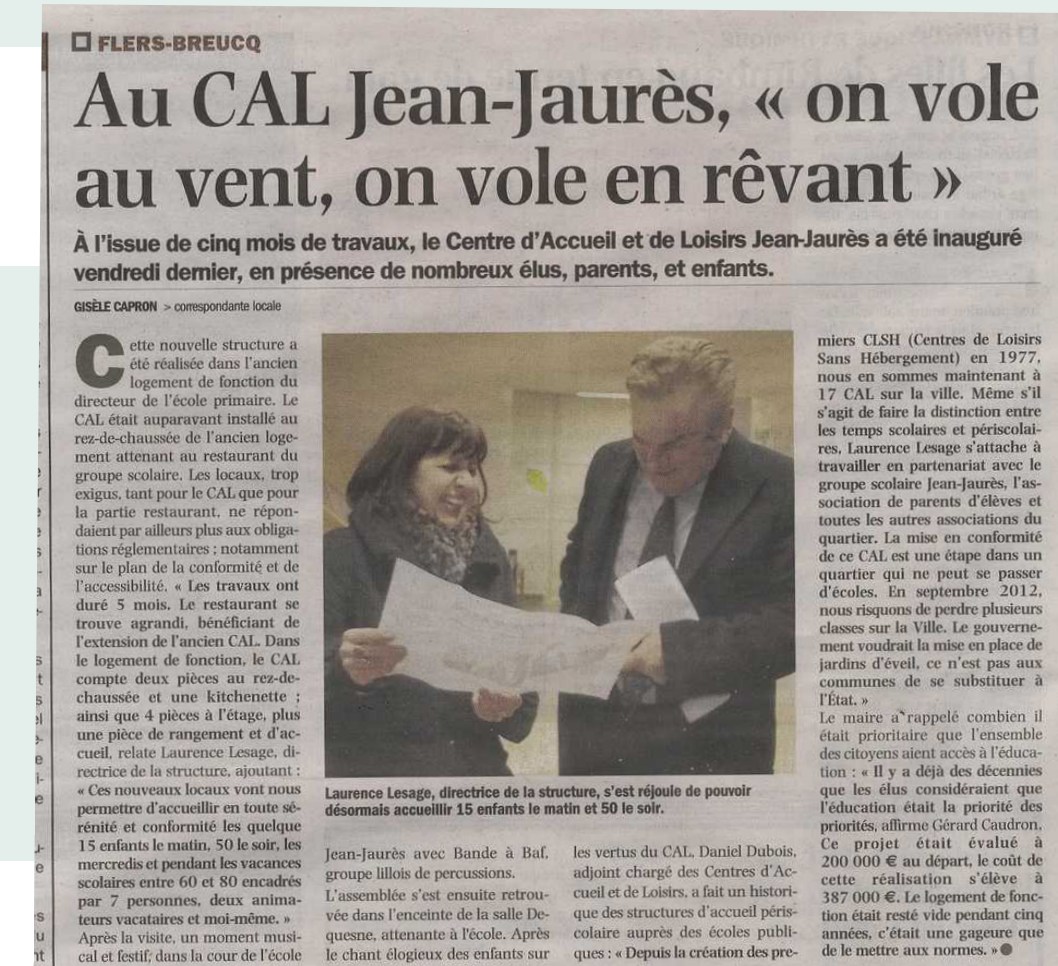 FLERS-BREUCQ
Au CAL Jean-Jaurès, « on vole
au vent, on vole en rêvant »
À l'issue de cinq mois de travaux, le Centre d'Accueil et de Loisirs Jean-Jaurès a été inauguré
vendredi dernier, en présence de nombreux élus, parents, et enfants.
GISÈLE CAPRON > correspondante locale
Cette nouvelle structure a
été réalisée dans l'ancien
logement de fonction du
directeur de l'école primaire. Le
CAL était auparavant installé au
rez-de-chaussée de l'ancien loge-
ment attenant au restaurant du
groupe scolaire. Les locaux, trop
exigus, tant pour le CAL que pour
la partie restaurant, ne répon-
daient par ailleurs plus aux obliga-
tions réglementaires ; notamment
sur le plan de la conformité et de
l'accessibilité. « Les travaux ont
duré 5 mois. Le restaurant se
trouve agrandi, bénéficiant de
l'extension de l'ancien CAL. Dans
le logement de fonction, le CAL
compte deux pièces au rez-de-
chaussée et une kitchenette ;
ainsi que 4 pièces à l'étage, plus
une pièce de rangement et d'ac-
cueil, relate Laurence Lesage, di-
rectrice de la structure, ajoutant :
« Ces nouveaux locaux vont nous
permettre d'accueillir en toute sé-
rénité et conformité les quelque
15 enfants le matin, 50 le soir, les
mercredis et pendant les vacances
scolaires entre 60 et 80 encadrés
par 7 personnes, deux anima-
teurs vacataires et moi-même. »
Après la visite, un moment musi-
cal et festif; dans la cour de l'école
Laurence Lesage, directrice de la structure, s'est réjouie de pouvoir
désormais accueillir 15 enfants le matin et 50 le soir.
Jean-Jaurès avec Bande à Baf,
groupe lillois de percussions.
L'assemblée s'est ensuite retrou-
vée dans l'enceinte de la salle De-
quesne, attenante à l'école. Après
le chant élogieux des enfants sur
les vertus du CAL, Daniel Dubois,
adjoint chargé des Centres d'Ac-
cueil et de Loisirs, a fait un histori-
que des structures d'accueil péris-
colaire auprès des écoles publi-
ques : « Depuis la création des pre-
miers CLSH (Centres de Loisirs
Sans Hébergement) en 1977,
nous en sommes maintenant à
17 CAL sur la ville. Même s'il
s'agit de faire la distinction entre
les temps scolaires et périscolai-
res, Laurence Lesage s'attache à
travailler en partenariat avec le
groupe scolaire Jean-Jaurès, l'as-
sociation de parents d'élèves et
toutes les autres associations du
quartier. La mise en conformité
de ce CAL est une étape dans un
quartier qui ne peut se passer
d'écoles. En septembre 2012,
nous risquons de perdre plusieurs
classes sur la Ville. Le gouverne-
ment voudrait la mise en place de
jardins d'éveil, ce n'est pas aux
communes de se substituer à
l'État. »
Le maire a rappelé combien il
était prioritaire que l'ensemble
des citoyens aient accès à l'éduca-
tion : « Il y a déjà des décennies
que les élus considéraient que
l'éducation était la priorité des
priorités, affirme Gérard Caudron.
Ce projet était évalué à
200 000 € au départ, le coût de
cette réalisation s'élève à
387 000 €. Le logement de fonc-
tion était resté vide pendant cinq
années, c'était une gageure que
de le mettre aux normes. »